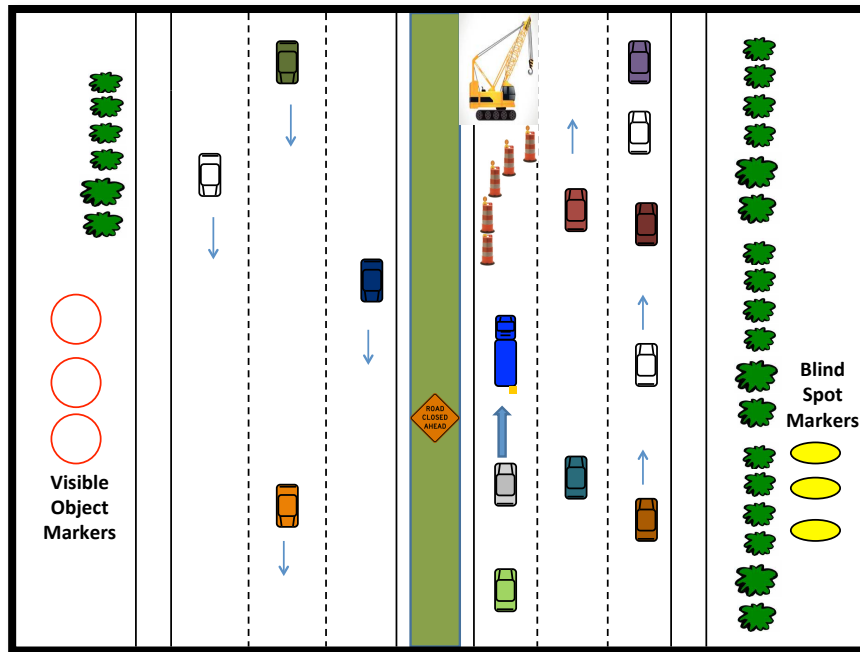 ROAD
CLOSED
AHEAD
Blind
Spot
Markers
Visible
Object
Markers